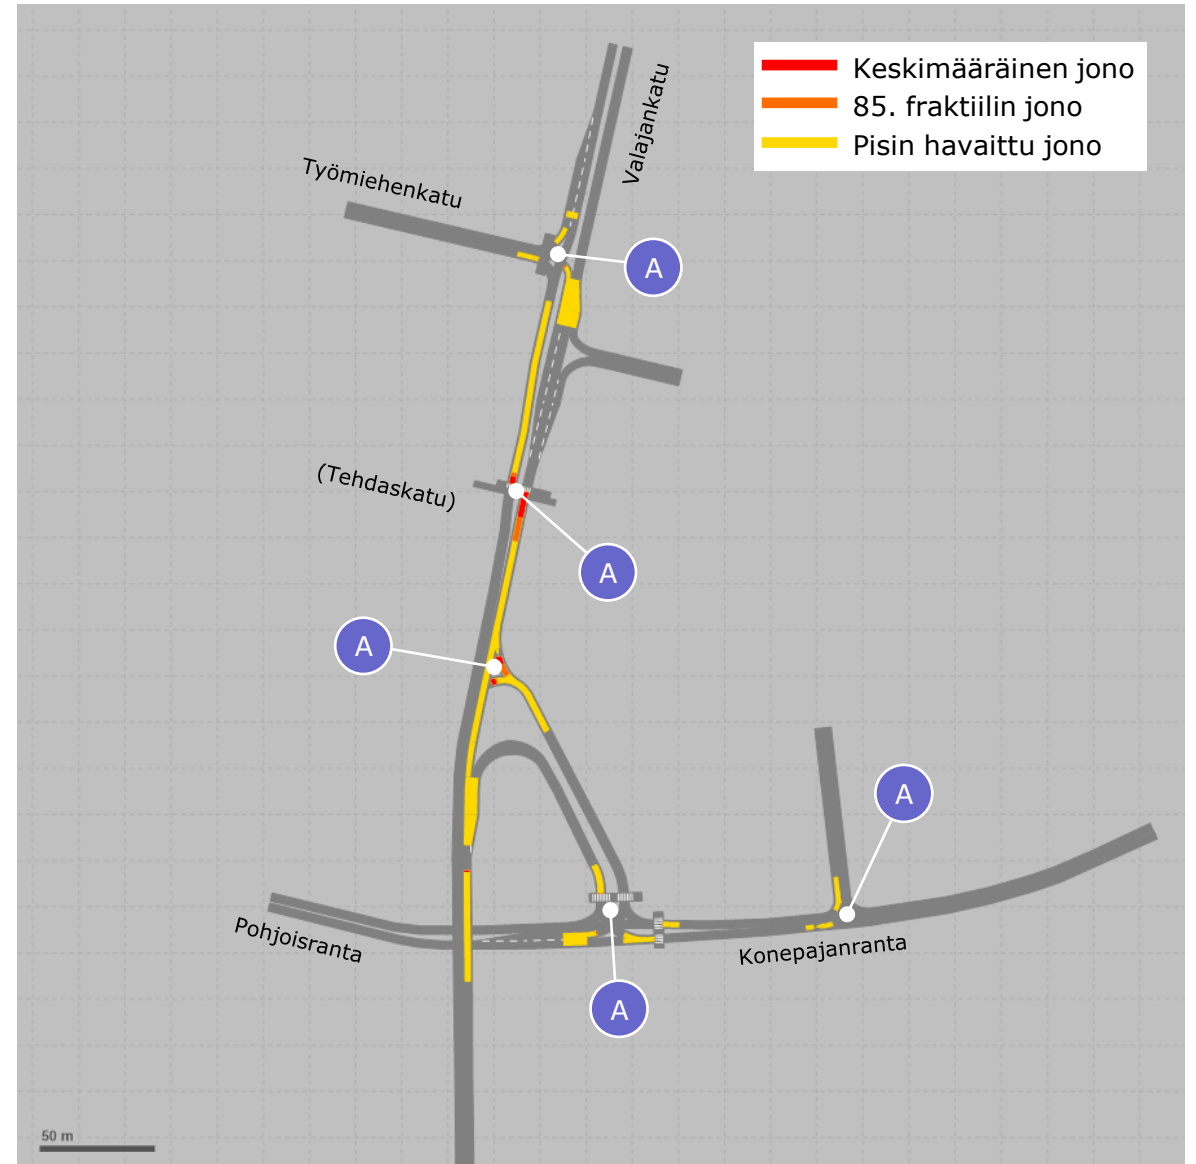 Keskimääräinen jono
85. fraktiilin jono
Pisin havaittu jono
Valajankatu
Työmiehenkatu
A
(Tehdaskatu)
A
A
A
Pohjoisranta
Konepajanranta
A
50 m